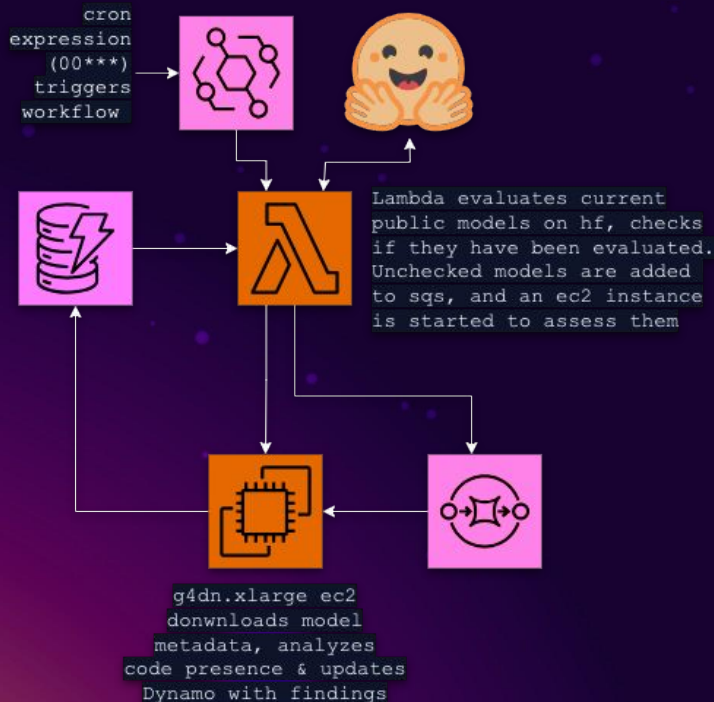 cron
expression
(00***)
triggers
workflow
Lambda evaluates current
public models on hf, checks
if they have been evaluated.
Unchecked models are added
to sqs, and an ec2 instance
is started to assess them
g4dn.xlarge ec2
donwnloads model
metadata, analyzes
code presence & updates
Dynamo with findings